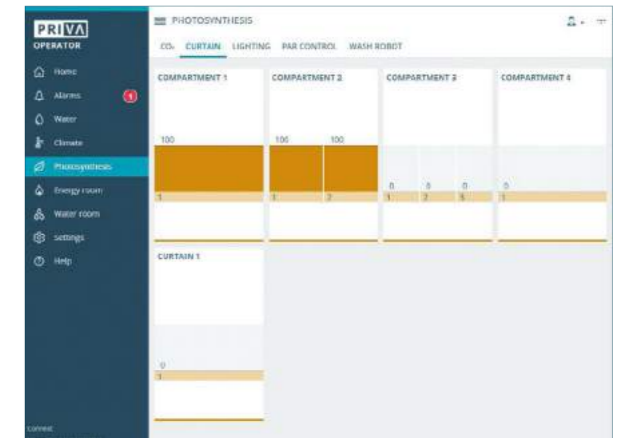 PRIVA
OPERATOR
Home
Alarms
1
Water
Climate
Photosynthesis
Energy room
Water room
Settings
Help
Connext
PHOTOSYNTHESIS
CO₂ CURTAIN LIGHTING PAR CONTROL WASH ROBOT
COMPARTMENT 1
100
1
COMPARTMENT 2
100 100
1 2
COMPARTMENT 3
0 0 0
1 2
COMPARTMENT 4
0
1
CURTAIN 1
0
1